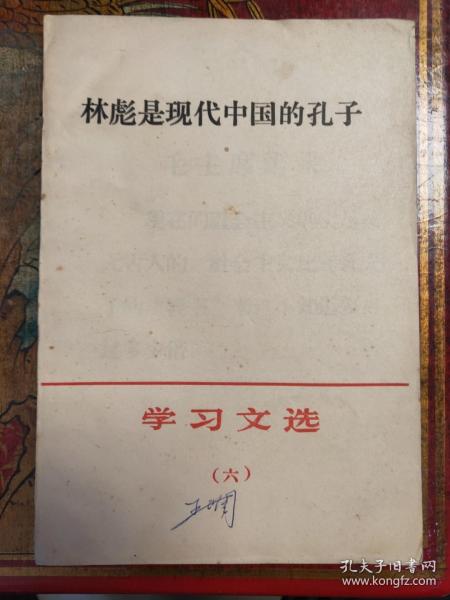 林彪是现代中国的孔子
学习文选
（六）
孔夫子旧书网
www.kongfz.com